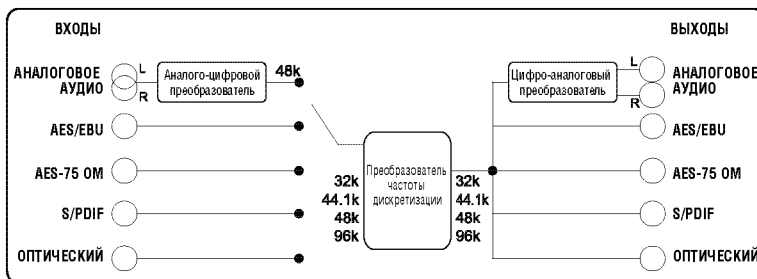 ВХОДЫ
ВЫХОДЫ
АНАЛОГОВОЕ
АУДИО
L
R
Аналого-цифровой
преобразователь
48k
Цифро-аналоговый
преобразователь
L
R
АНАЛОГОВОЕ
АУДИО
AES/EBU
AES/EBU
AES-75 ОМ
Преобразователь
частоты
дискретизации
AES-75 ОМ
32k
44.1k
48k
96k
32k
44.1k
48k
96k
S/PDIF
S/PDIF
ОПТИЧЕСКИЙ
ОПТИЧЕСКИЙ